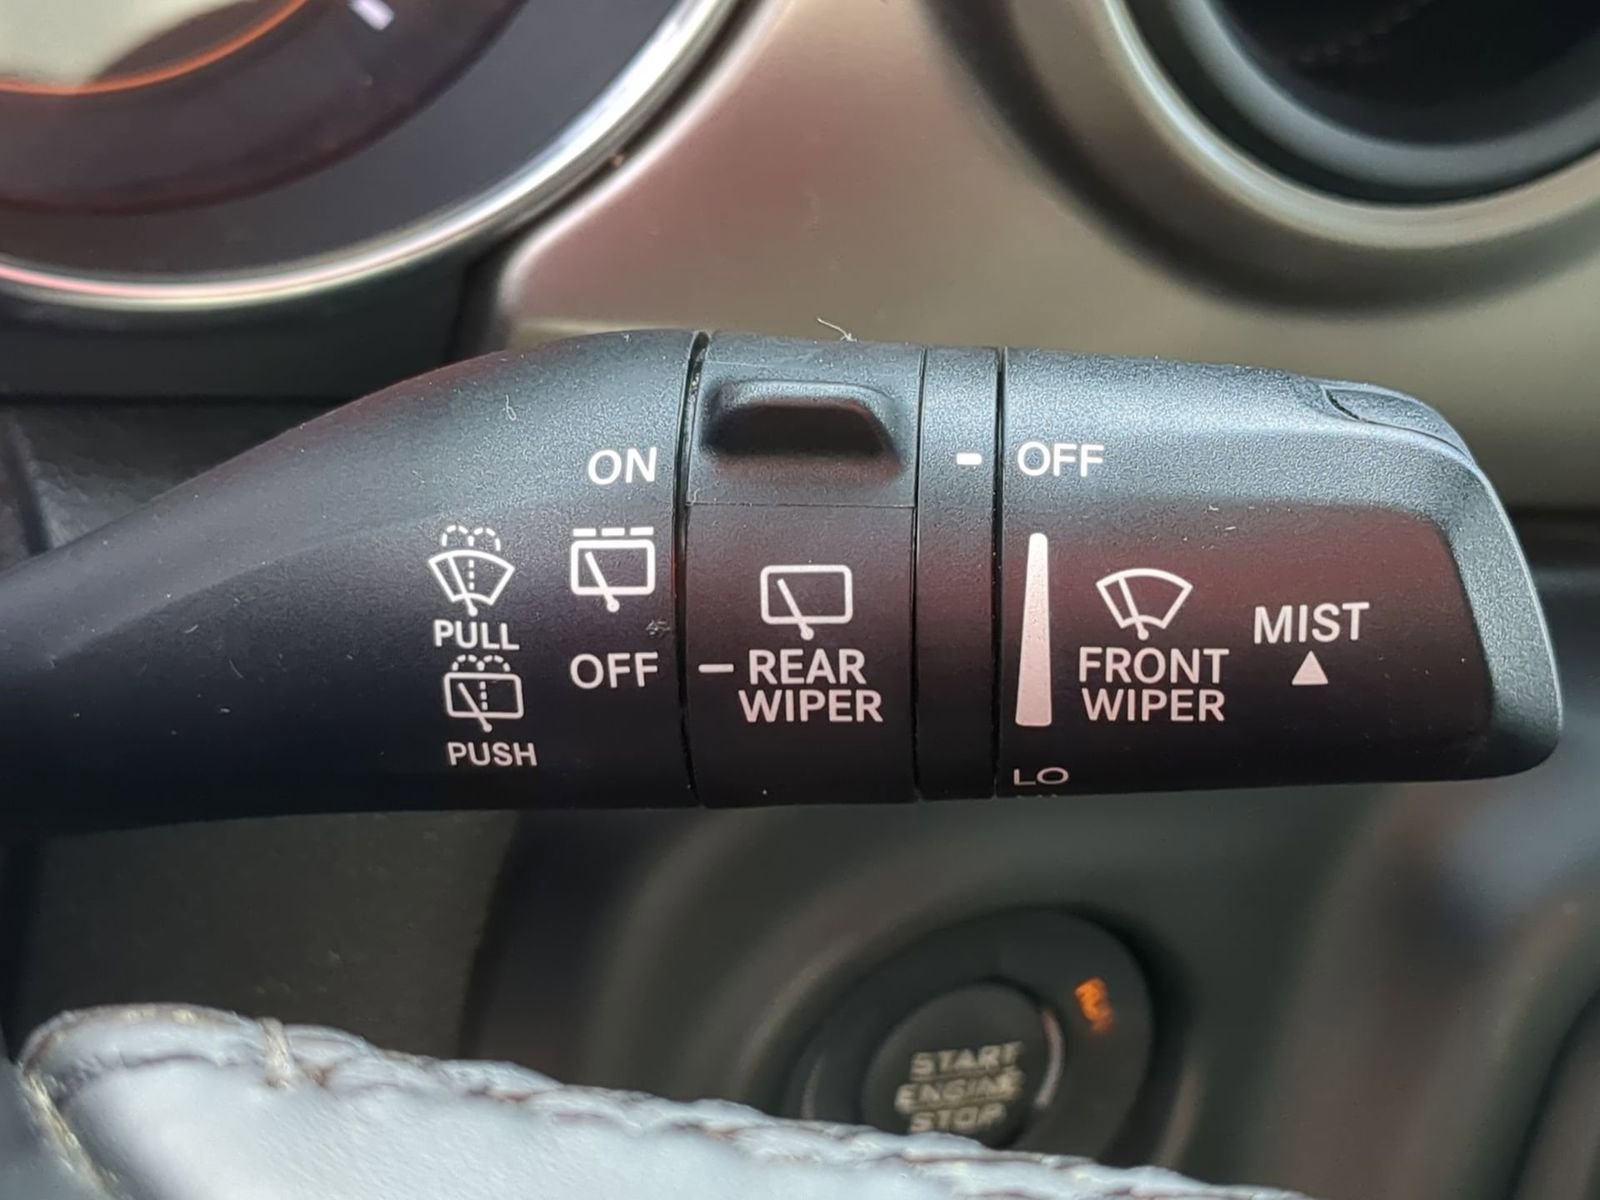 ON
OFF
PULL
PUSH
OFF
REAR
WIPER
FRONT
WIPER
MIST
LO
START
ENGINE
STOP